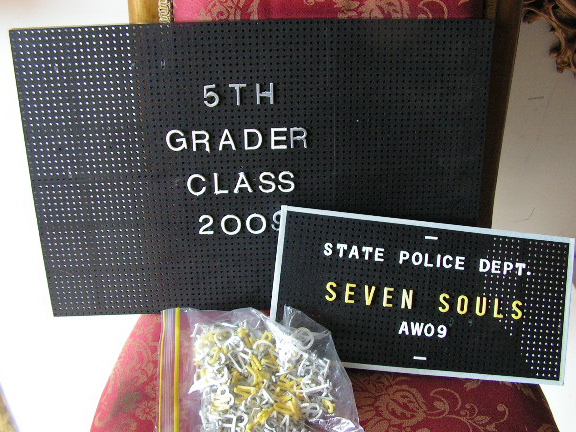 5TH
GRADER
CLASS
2009
STATE POLICE DEPT.
SEVEN SOULS
AW09